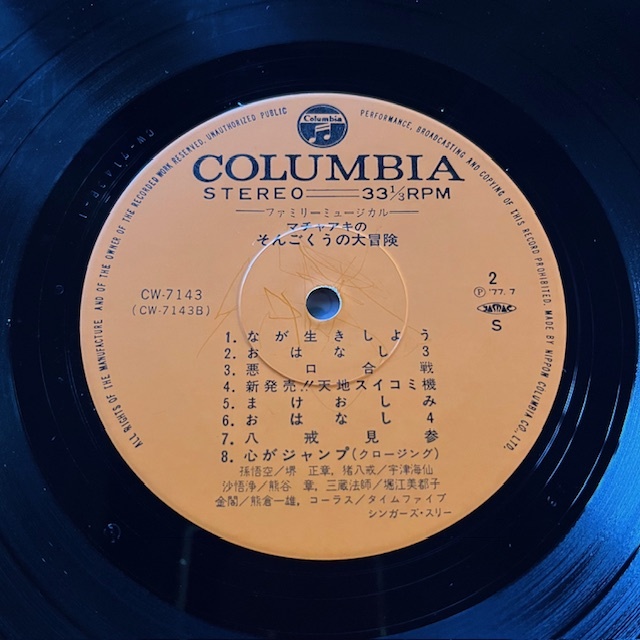 Columbia
ALL RIGHTS OF THE MANUFACTURE AND OF THE OWNER OF THE RECORDED WORK RESERVED. UNAUTHORIZED PUBLIC PERFORMANCE, BROADCASTING AND COPYING OF THIS RECORD PROHIBITED. MADE BY NIPPON COLUMBIA CO., LTD.
COLUMBIA
STEREO 33 1/3 RPM
ファミリーミュージカル
マチャアキの
そんごくうの大冒険
CW-7143
(CW-7143B)
2
Ⓟ '77. 7
S
1. なが生きしよう
2. おはなし3
3. 悪口合戦
4. 新発売!!天地スイコミ機
5. まけおしみ
6. おはなし4
7. 八戒見参
8. 心がジャンプ(クロージング)
孫悟空/堺 正章, 猪八戒/宇津海仙
沙悟浄/熊谷 章, 三蔵法師/堀江美都子
金閣/熊倉一雄, コーラス/タイムファイブ
シンガーズ・スリー